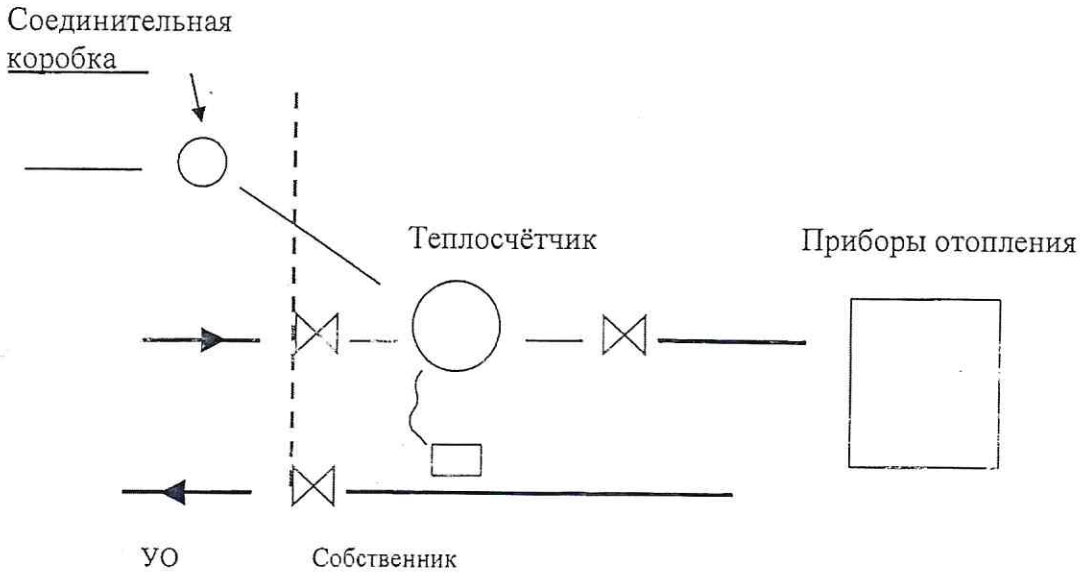 Соединительная
коробка
Теплосчётчик
Приборы отопления
УО
Собственник